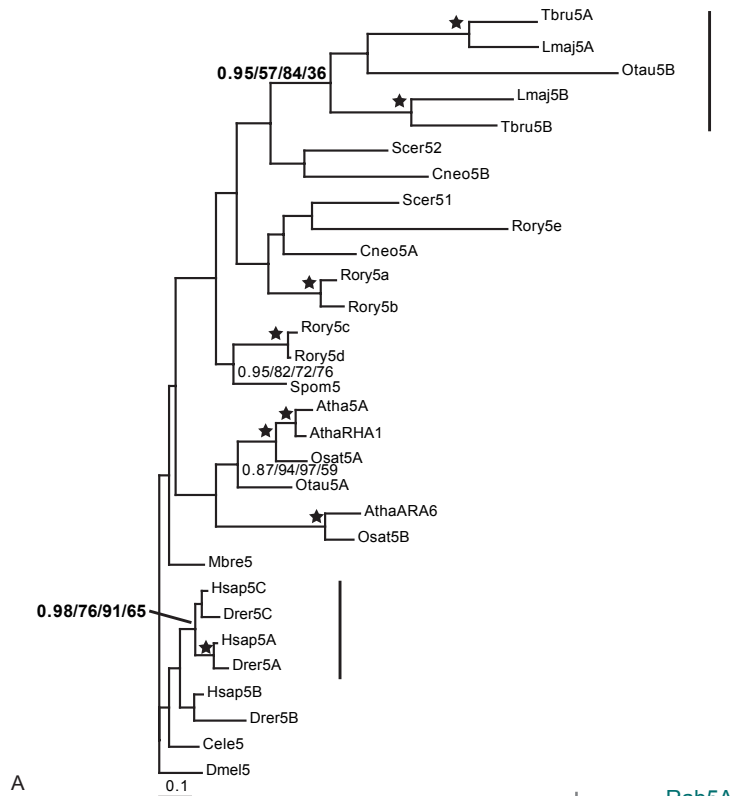 Tbru5A
Lmaj5A
0.95/57/84/36
Otau5B
Lmaj5B
Tbru5B
Scer52
Cneo5B
Scer51
Rory5e
Cneo5A
Rory5a
Rory5b
Rory5c
Rory5d
0.95/82/72/76
Spom5
Atha5A
AthaRHA1
Osat5A
0.87/94/97/59
Otau5A
AthaARA6
Osat5B
Mbre5
Hsap5C
0.98/76/91/65
Drer5C
Hsap5A
Drer5A
Hsap5B
Drer5B
Cele5
Dmel5
A
0.1
Rab5A